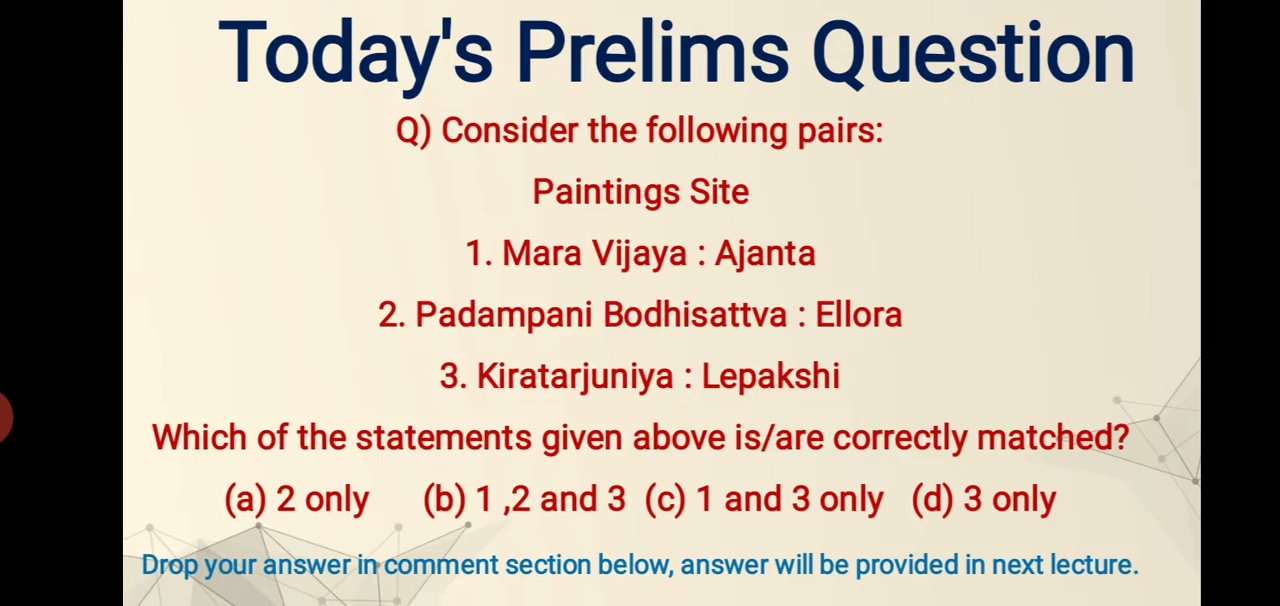 Today's Prelims Question
Q) Consider the following pairs:
Paintings Site
1. Mara Vijaya : Ajanta
2. Padampani Bodhisattva : Ellora
3. Kiratarjuniya : Lepakshi
Which of the statements given above is/are correctly matched?
(a) 2 only (b) 1 ,2 and 3 (c) 1 and 3 only (d) 3 only
Drop your answer in comment section below, answer will be provided in next lecture.